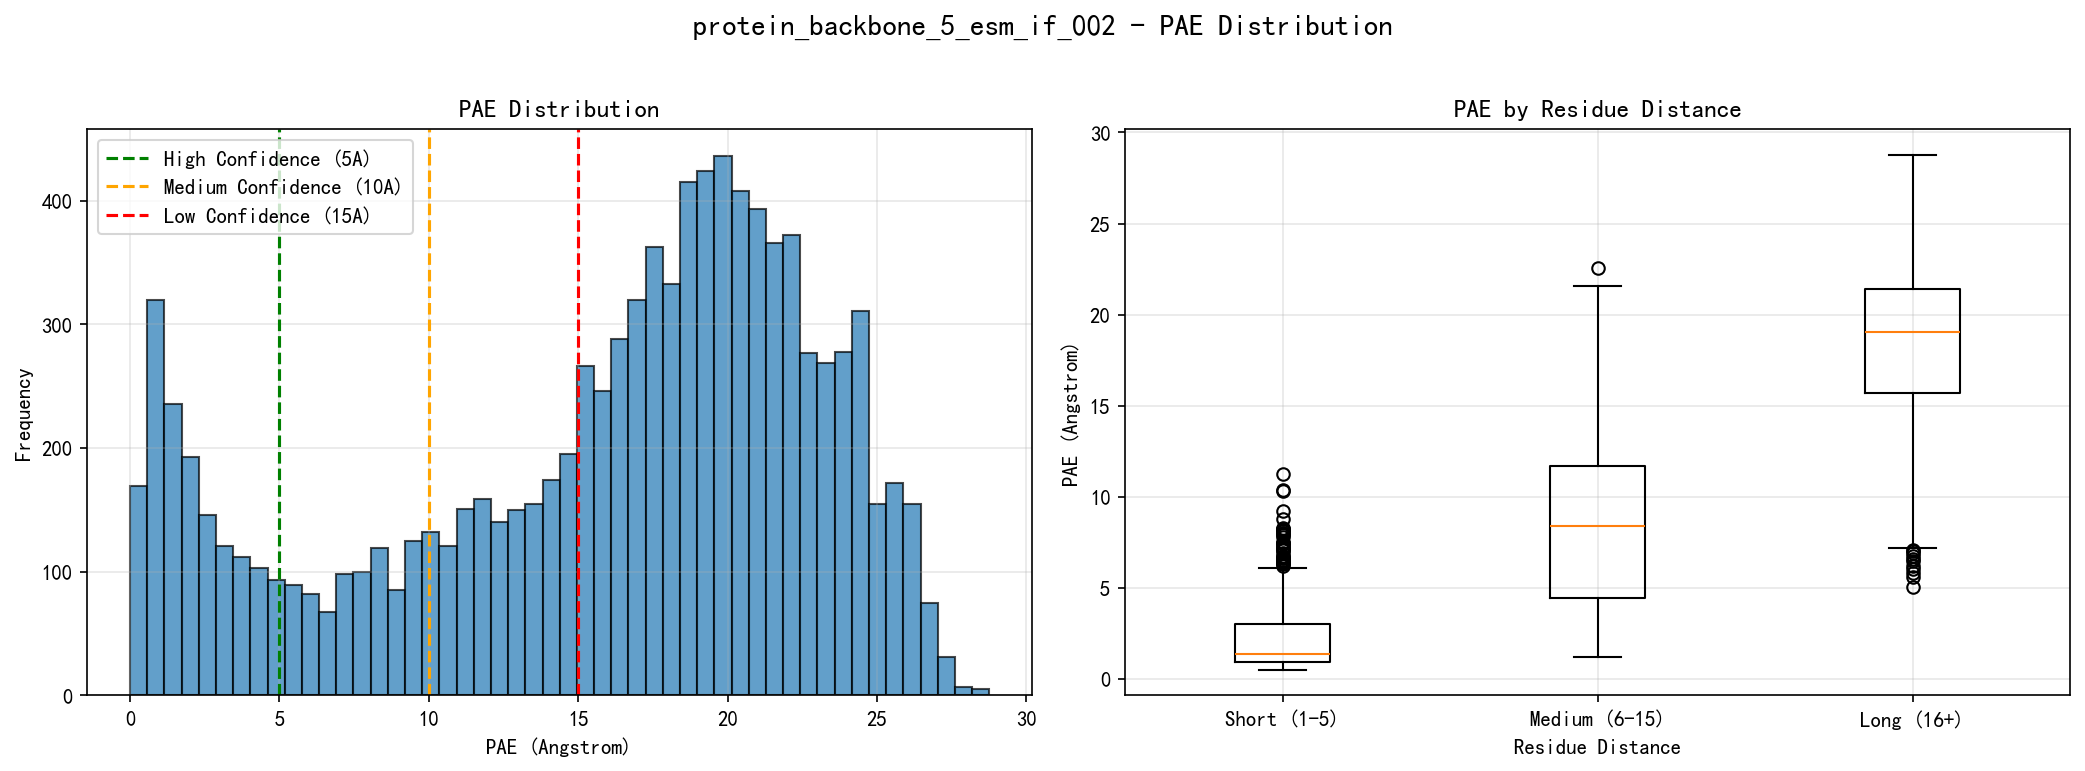 protein_backbone_5_esm_if_002 - PAE Distribution
PAE Distribution
High Confidence (5A)
Medium Confidence (10A)
Low Confidence (15A)
Frequency
400
300
200
100
0
0 5 10 15 20 25 30
PAE (Angstrom)
PAE by Residue Distance
PAE (Angstrom)
30
25
20
15
10
5
0
Short (1-5) Medium (6-15) Long (16+)
Residue Distance